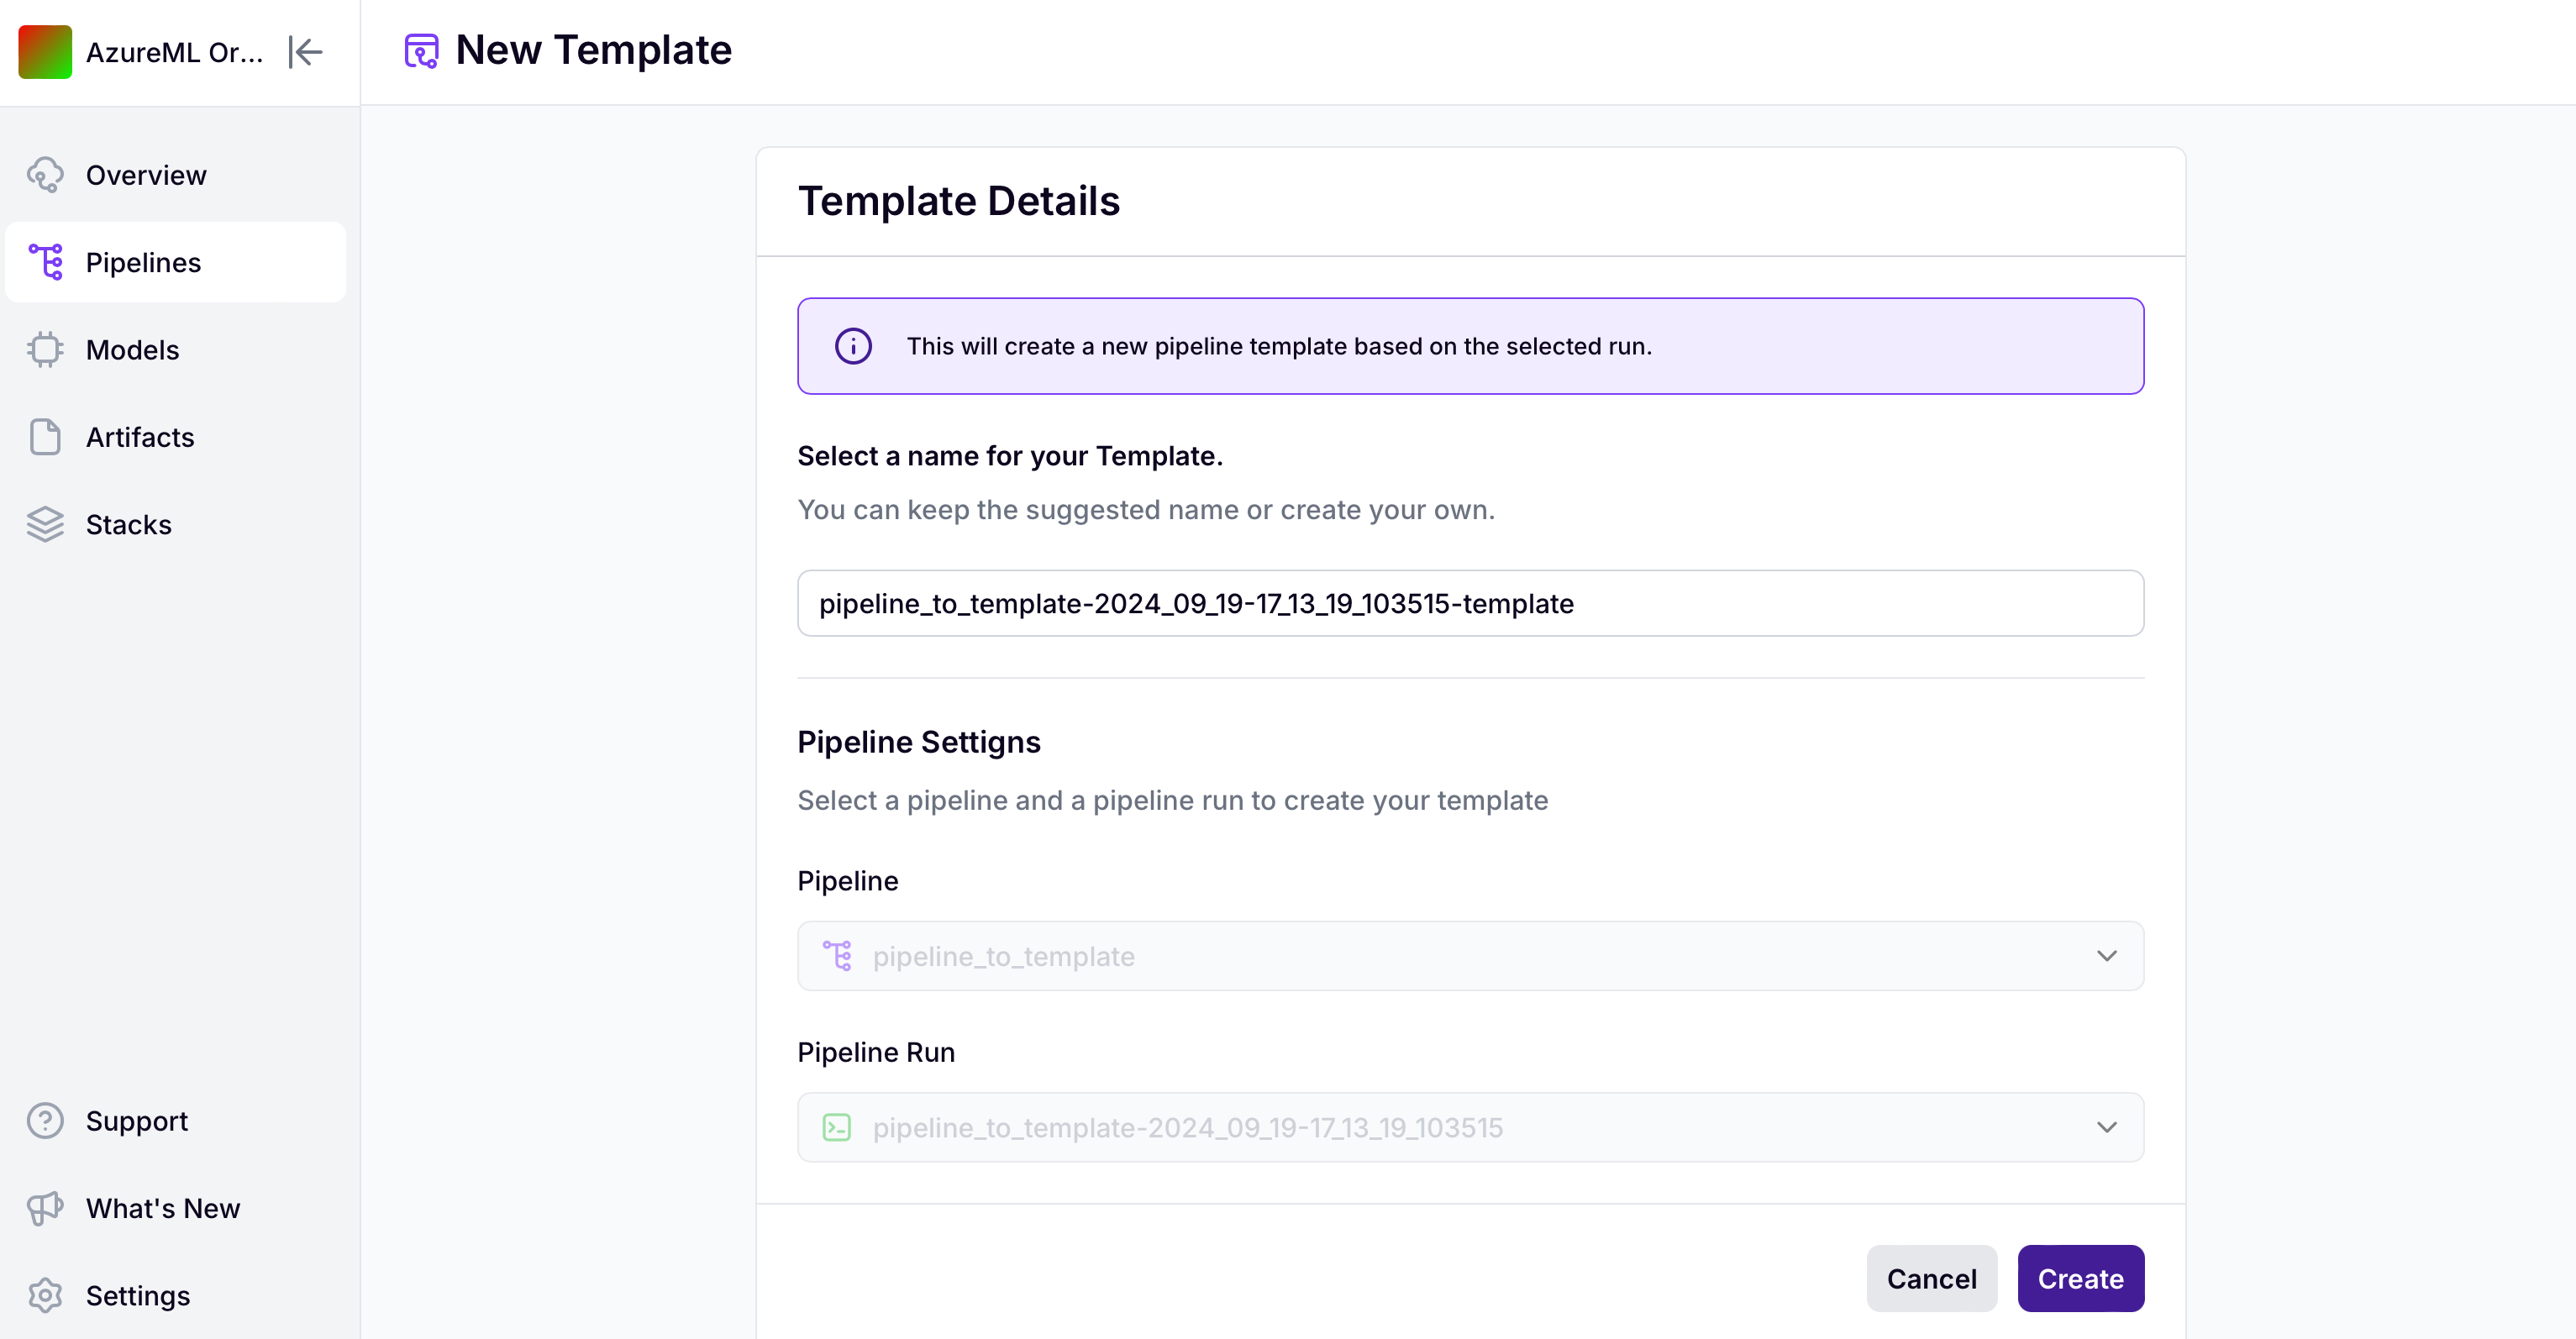 AzureML Or...
New Template
Overview
Pipelines
Models
Artifacts
Stacks
Support
What's New
Settings
Template Details
This will create a new pipeline template based on the selected run.
Select a name for your Template.
You can keep the suggested name or create your own.
pipeline_to_template-2024_09_19-17_13_19_103515-template
Pipeline Settigns
Select a pipeline and a pipeline run to create your template
Pipeline
pipeline_to_template
Pipeline Run
pipeline_to_template-2024_09_19-17_13_19_103515
Cancel
Create